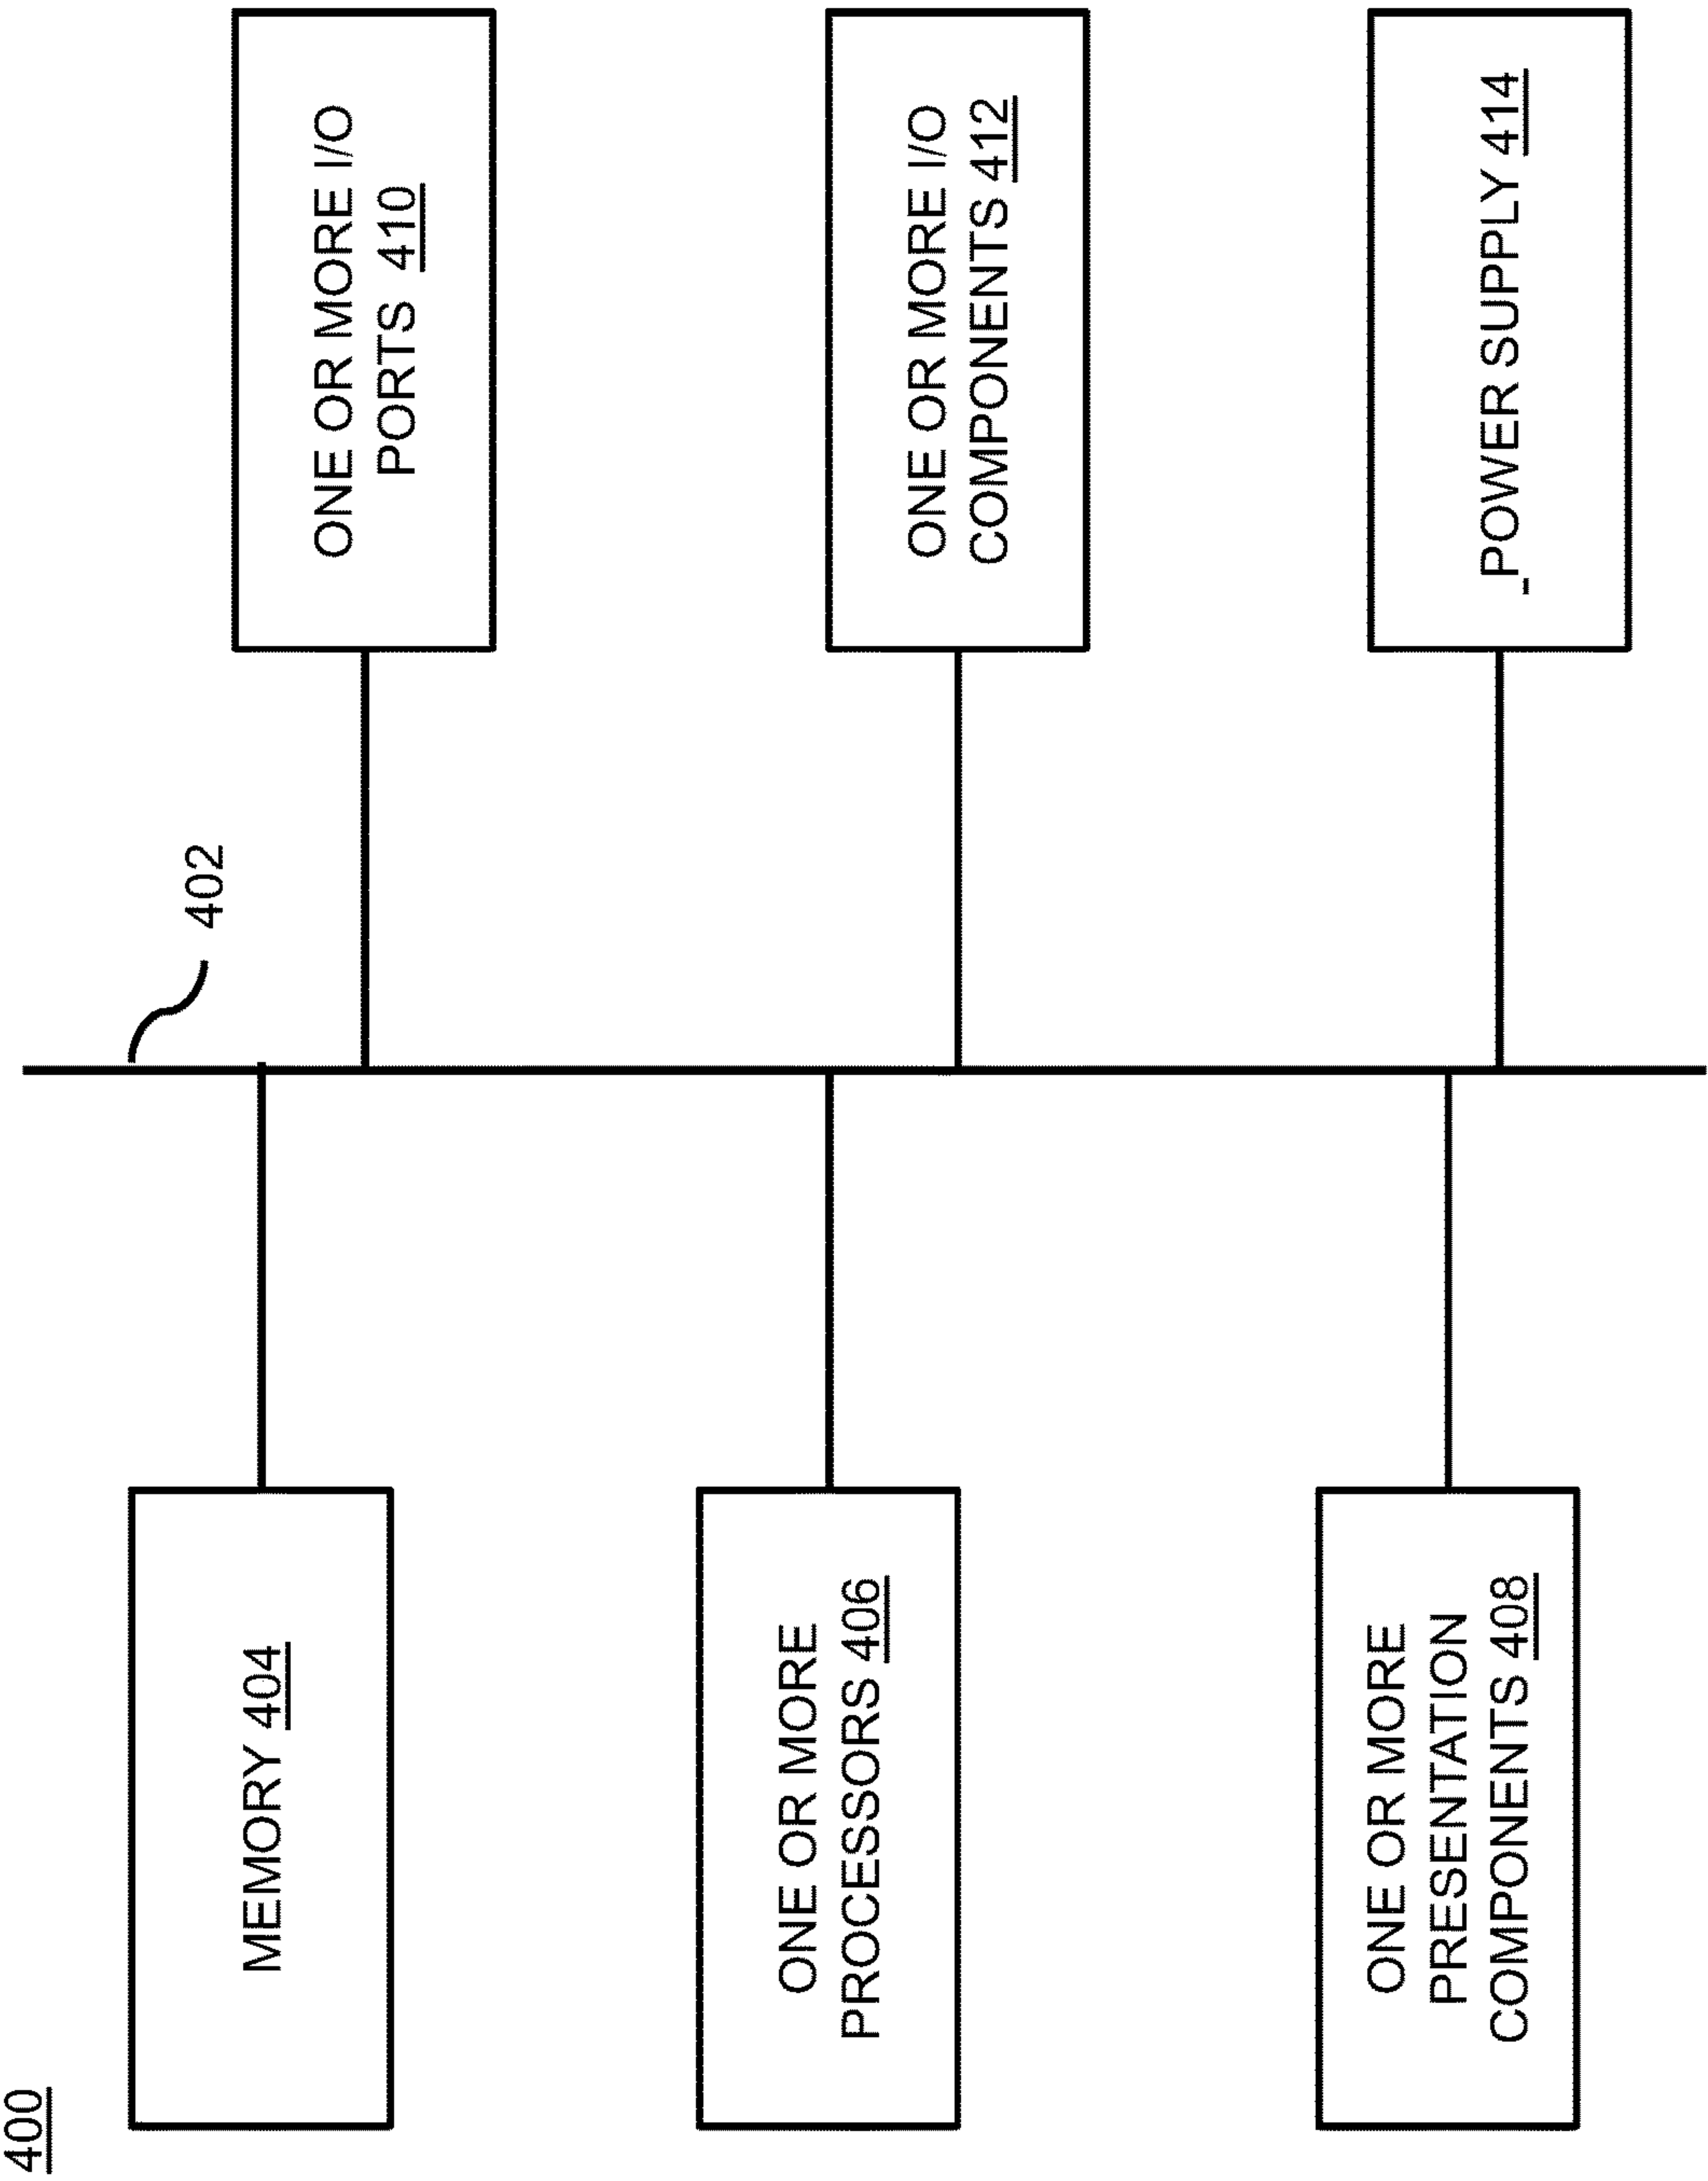 400
402
MEMORY 404
ONE OR MORE
PROCESSORS 406
ONE OR MORE
PRESENTATION
COMPONENTS 408
ONE OR MORE I/O
PORTS 410
ONE OR MORE I/O
COMPONENTS 412
POWER SUPPLY 414